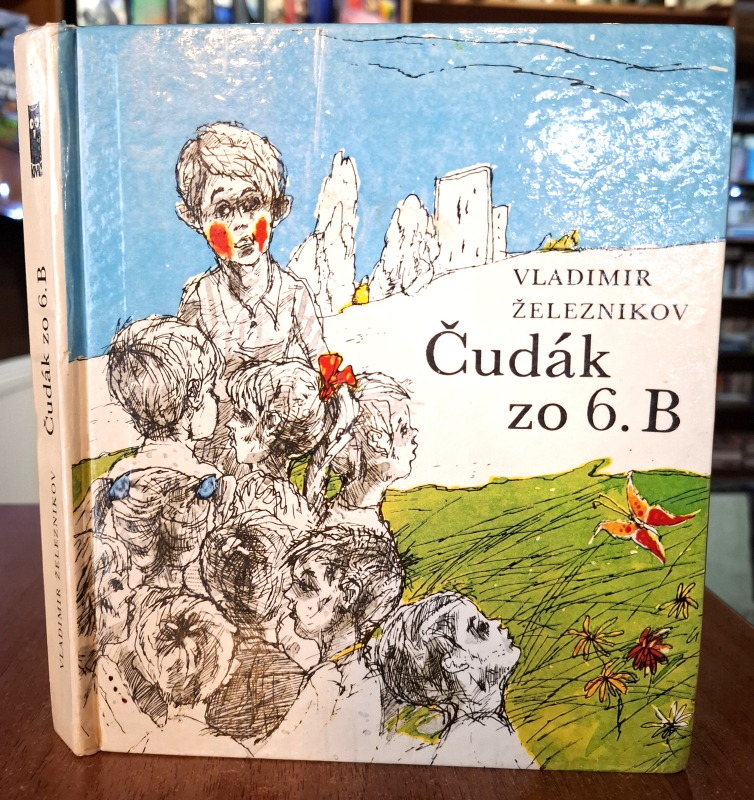 VLADIMIR
ŽELEZNIKOV
Čudák
zo 6. B
VLADIMIR ŽELEZNIKOV Čudák zo 6. B